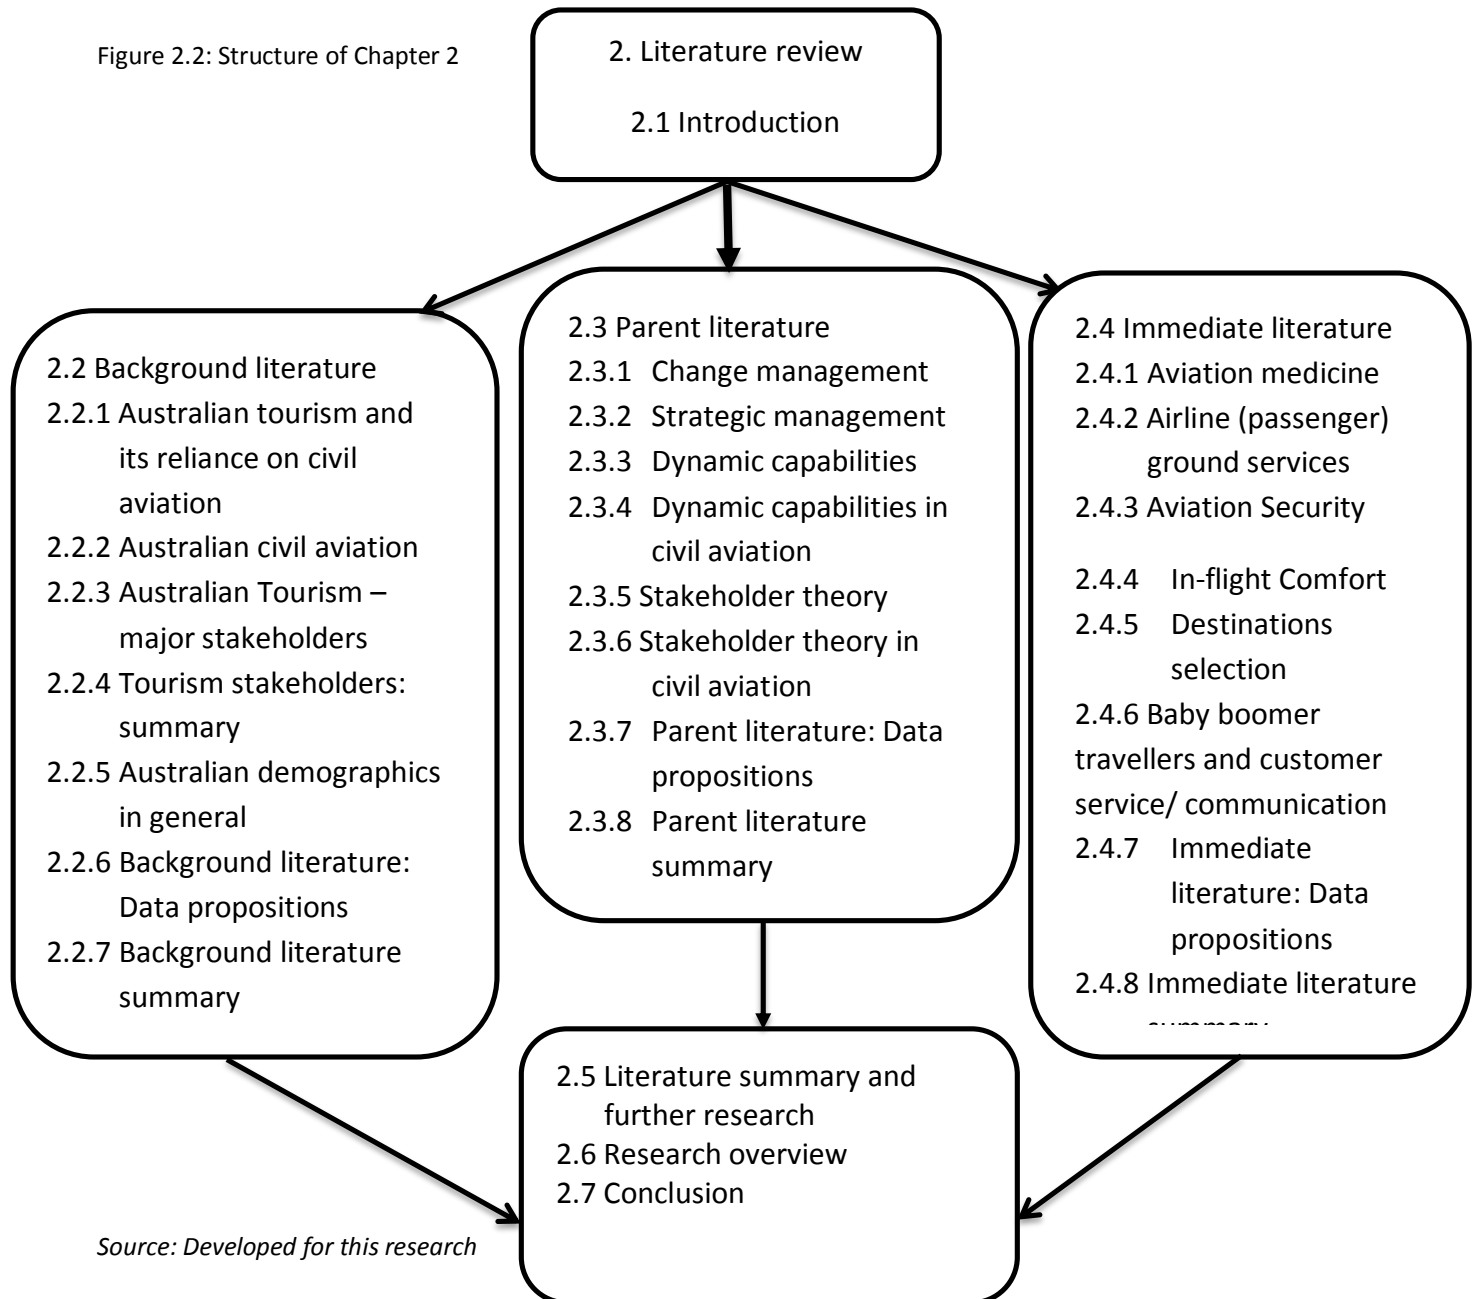 Figure 2.2: Structure of Chapter 2
2. Literature review
2.1 Introduction
2.2 Background literature
2.2.1 Australian tourism and
its reliance on civil
aviation
2.2.2 Australian civil aviation
2.2.3 Australian Tourism –
major stakeholders
2.2.4 Tourism stakeholders:
summary
2.2.5 Australian demographics
in general
2.2.6 Background literature:
Data propositions
2.2.7 Background literature
summary
2.3 Parent literature
2.3.1 Change management
2.3.2 Strategic management
2.3.3 Dynamic capabilities
2.3.4 Dynamic capabilities in
civil aviation
2.3.5 Stakeholder theory
2.3.6 Stakeholder theory in
civil aviation
2.3.7 Parent literature: Data
propositions
2.3.8 Parent literature
summary
2.4 Immediate literature
2.4.1 Aviation medicine
2.4.2 Airline (passenger)
ground services
2.4.3 Aviation Security
2.4.4 In-flight Comfort
2.4.5 Destinations
selection
2.4.6 Baby boomer
travellers and customer
service/ communication
2.4.7 Immediate
literature: Data
propositions
2.4.8 Immediate literature
summary
2.5 Literature summary and
further research
2.6 Research overview
2.7 Conclusion
Source: Developed for this research